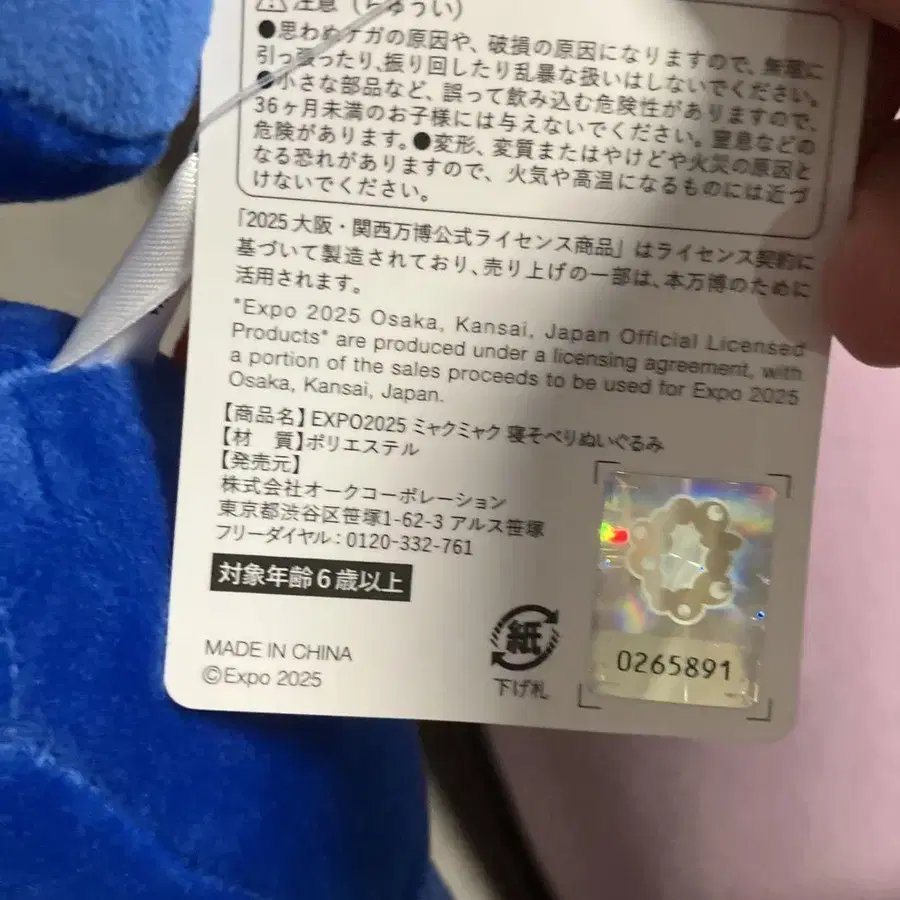 ⚠注意（ちゅうい）
●思わぬケガの原因や、破損の原因になりますので、無理に
引っ張ったり、振り回したり乱暴な扱いはしないでください。
●小さな部品など、誤って飲み込む危険性がありますので、
36ヶ月未満のお子様には与えないでください。窒息などの
危険があります。●変形、変質またはやけどや火災の原因と
なる恐れがありますので、火気や高温になるものには近づ
けないでください。
「2025大阪・関西万博公式ライセンス商品」はライセンス契約に
基づいて製造されており、売り上げの一部は、本万博のために
活用されます。
"Expo 2025 Osaka, Kansai, Japan Official Licensed
Products" are produced under a licensing agreement, with
a portion of the sales proceeds to be used for Expo 2025
Osaka, Kansai, Japan.
【商品名】EXPO2025 ミャクミャク 寝そべりぬいぐるみ
【材　質】ポリエステル
【発売元】
株式会社オークコーポレーション
東京都渋谷区笹塚1-62-3 アルス笹塚
フリーダイヤル：0120-332-761
対象年齢6歳以上
MADE IN CHINA
©Expo 2025
紙
下げ札
0265891